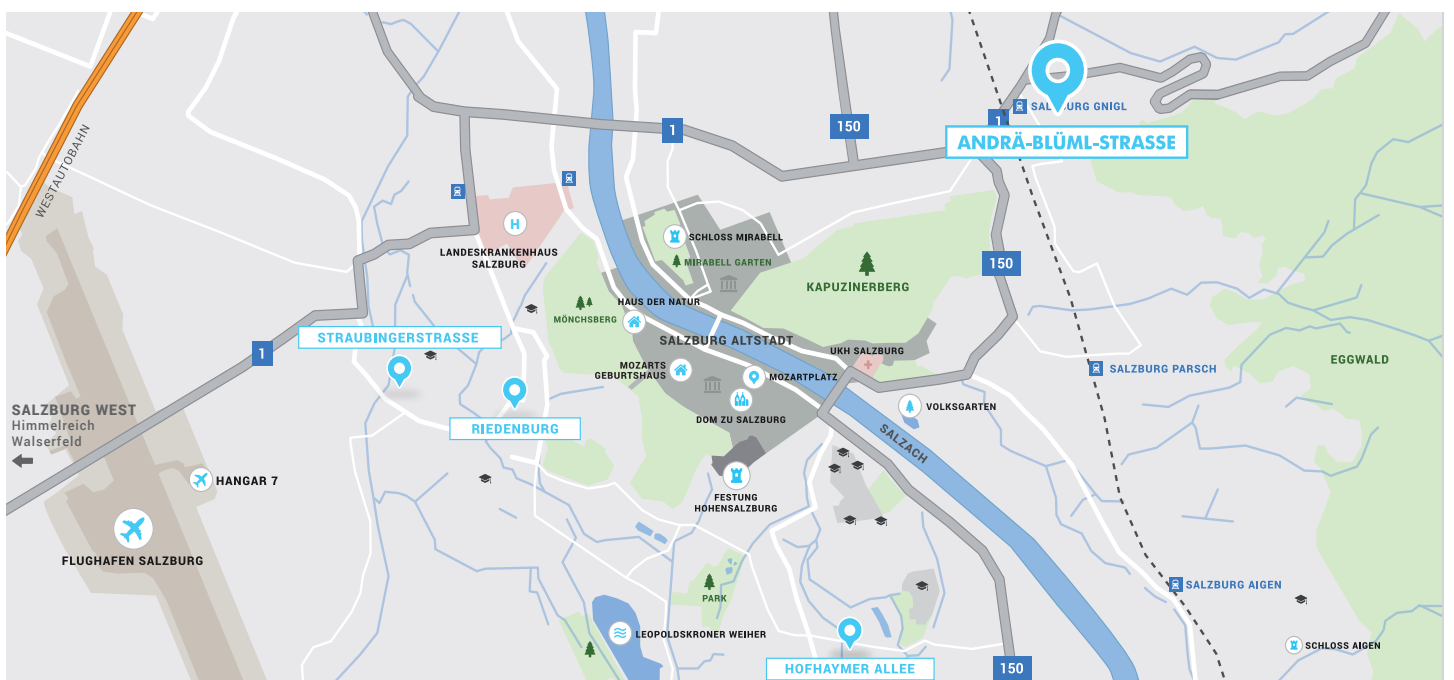 SALZBURG GNIGL
1
1
150
ANDRÄ-BLÜML-STRASSE
WESTAUTOBAHN
H
LANDESKRANKENHAUS
SALZBURG
SCHLOSS MIRABELL
MIRABELL GARTEN
150
KAPUZINERBERG
HAUS DER NATUR
MÖNCHSBERG
STRAUBINGERSTRASSE
SALZBURG ALTSTADT
UKH SALZBURG
1
EGGWALD
MOZARTS
GEBURTSHAUS
MOZARTPLATZ
SALZBURG PARSCH
SALZBURG WEST
Himmelreich
Walserfeld
RIEDENBURG
DOM ZU SALZBURG
VOLKSGARTEN
SALZACH
HANGAR 7
FESTUNG
HOHENSALZBURG
FLUGHAFEN SALZBURG
PARK
SALZBURG AIGEN
LEOPOLDSKRONER WEIHER
SCHLOSS AIGEN
HOFHAYMER ALLEE
150